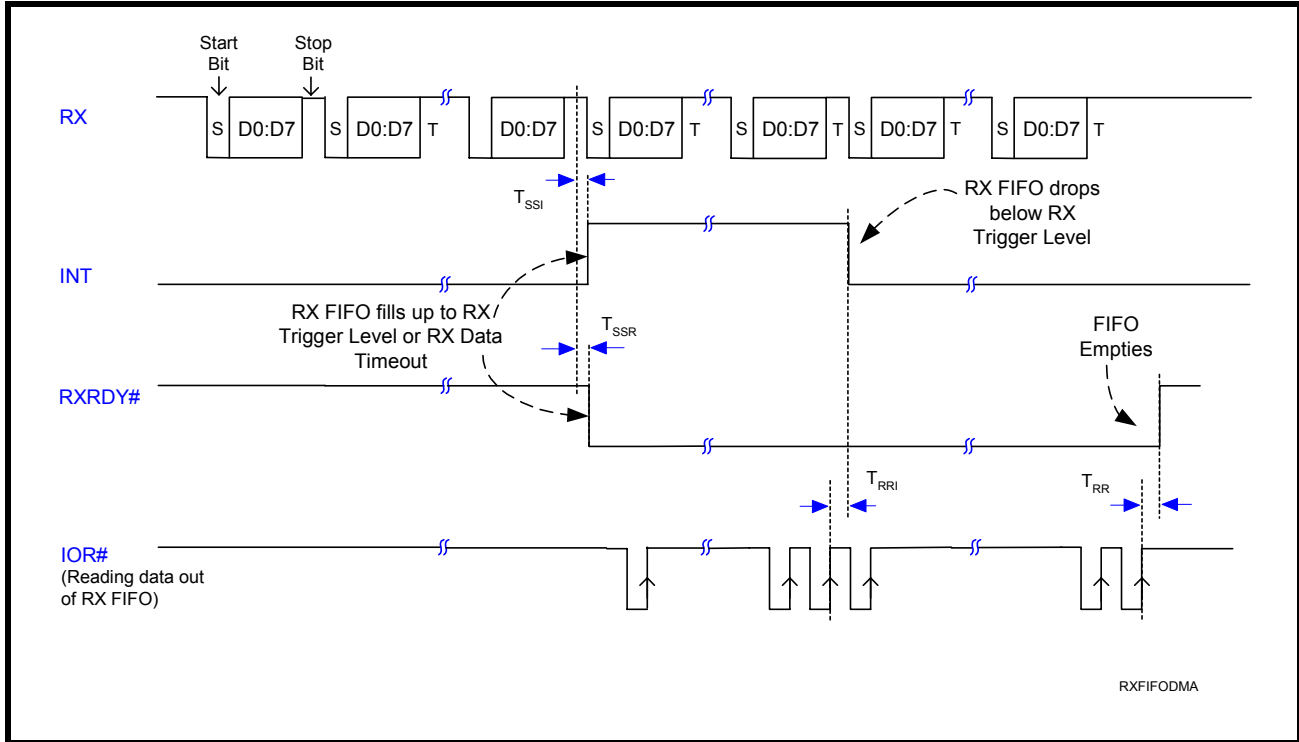 Start
Bit
Stop
Bit
RX
S D0:D7 S D0:D7 T D0:D7 S D0:D7 T S D0:D7 T S D0:D7 T S D0:D7 T
TSSI
RX FIFO drops
below RX
Trigger Level
INT
RX FIFO fills up to RX
Trigger Level or RX Data
Timeout
TSSR
FIFO
Empties
RXRDY#
TRRI
TRR
IOR#
(Reading data out
of RX FIFO)
RXFIFODMA